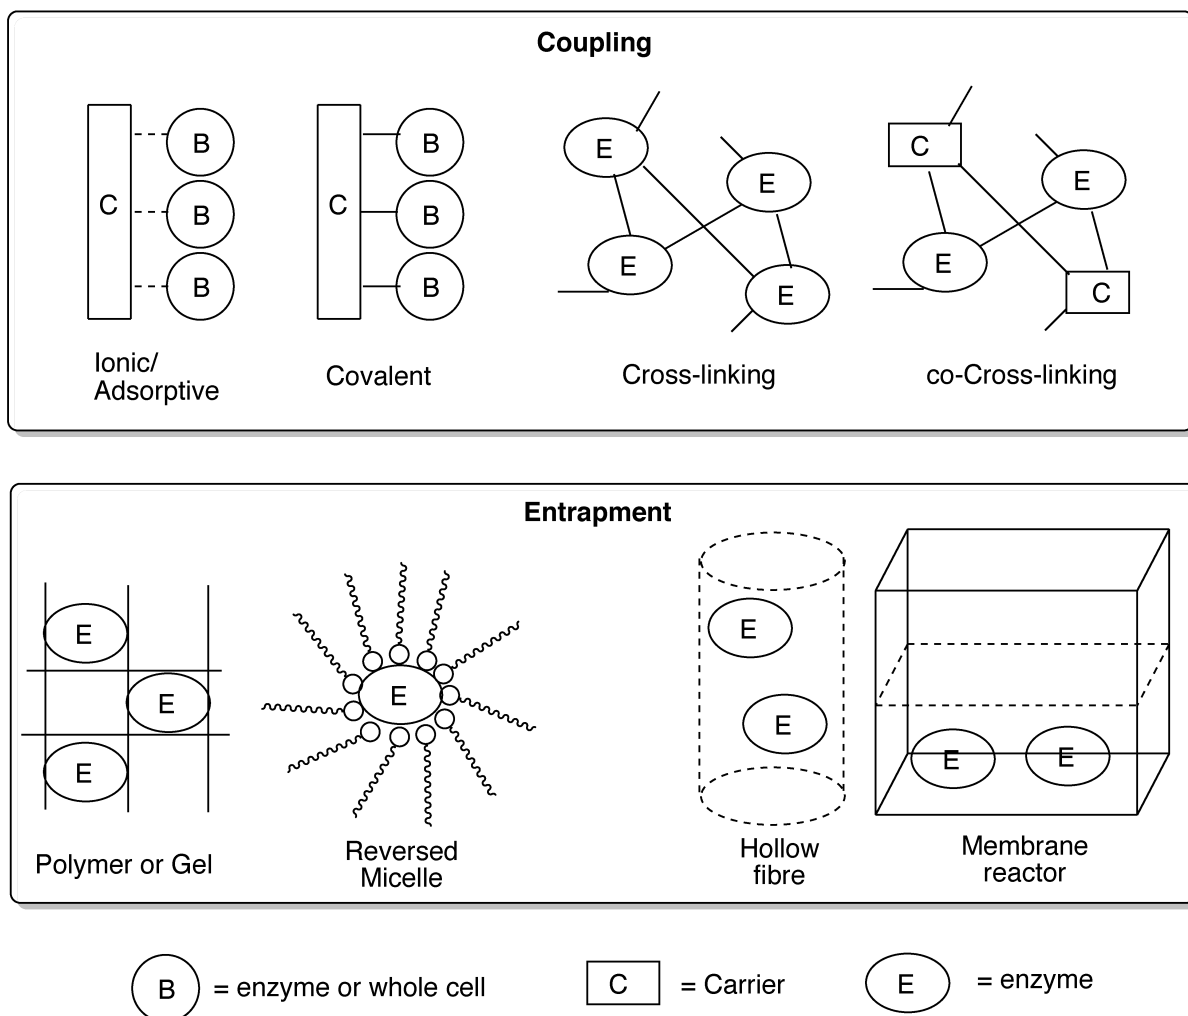 Coupling
C
B
B
B
C
B
B
B
E
E
E
E
C
E
E
C
Ionic/
Adsorptive
Covalent
Cross-linking
co-Cross-linking
Entrapment
E
E
E
E
E
E
E
E
Polymer or Gel
Reversed
Micelle
Hollow
fibre
Membrane
reactor
B = enzyme or whole cell
C = Carrier
E = enzyme